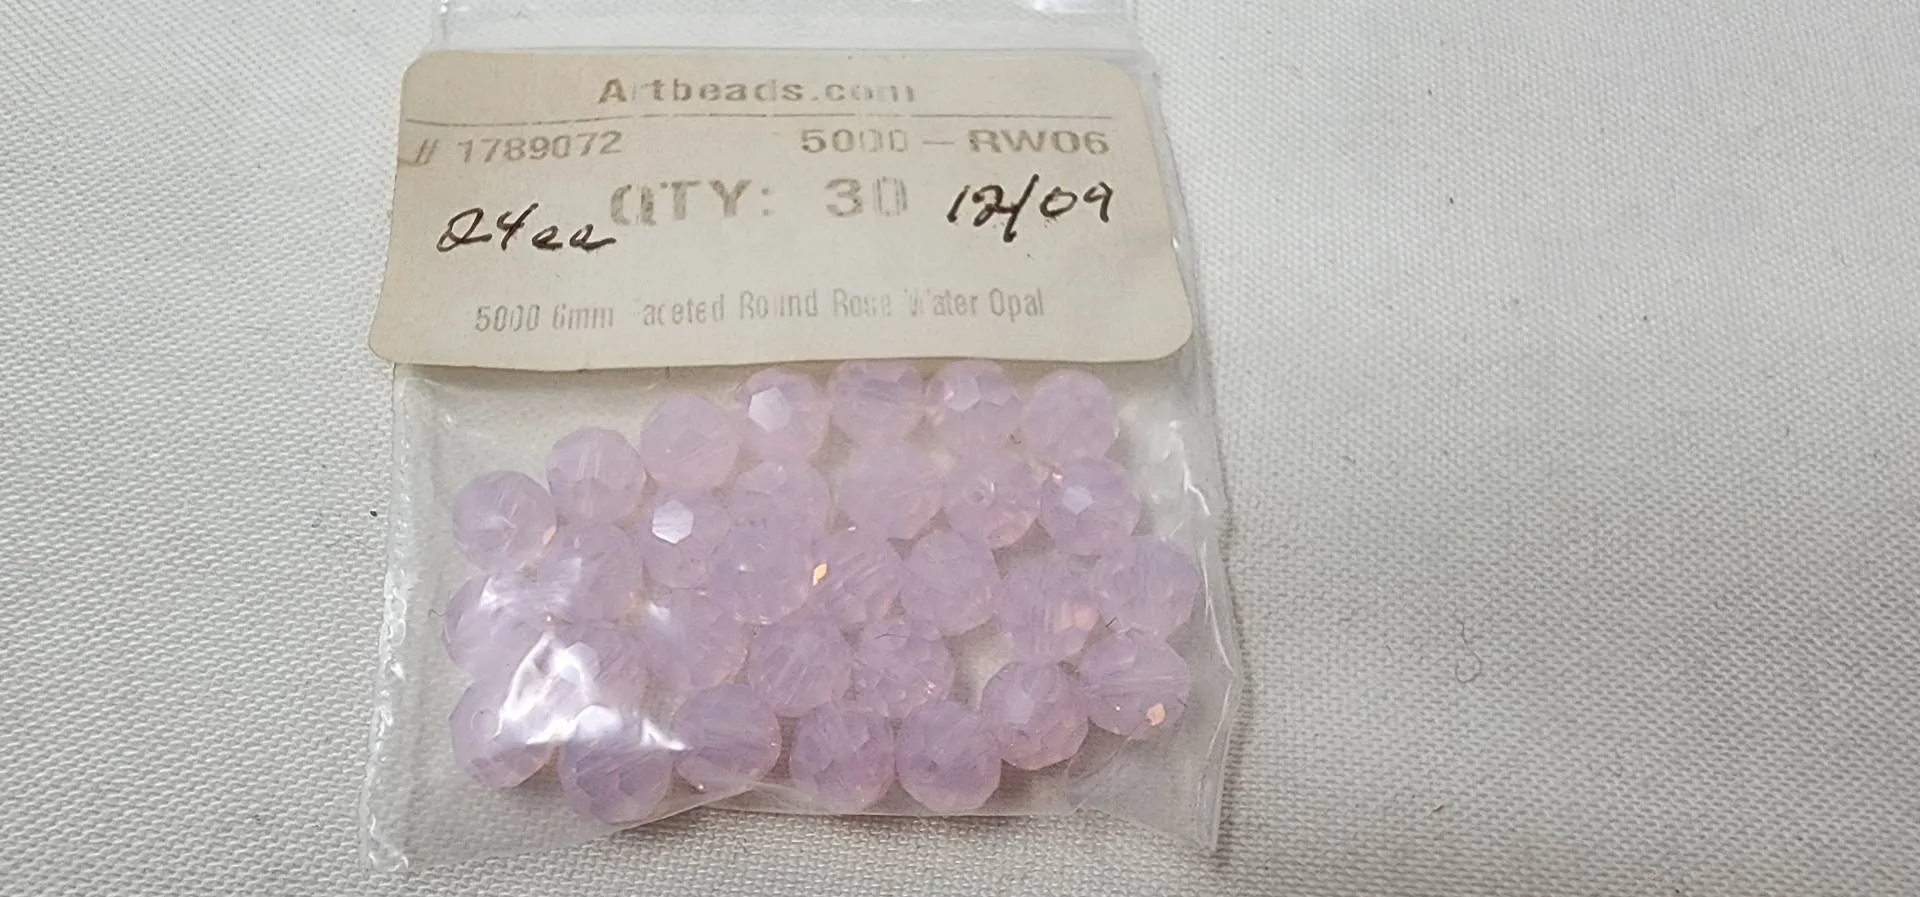 Artbeads.com
# 1789072 5000 - RW06
24ea QTY: 30 12/09
5000 6mm Faceted Round Rose Water Opal